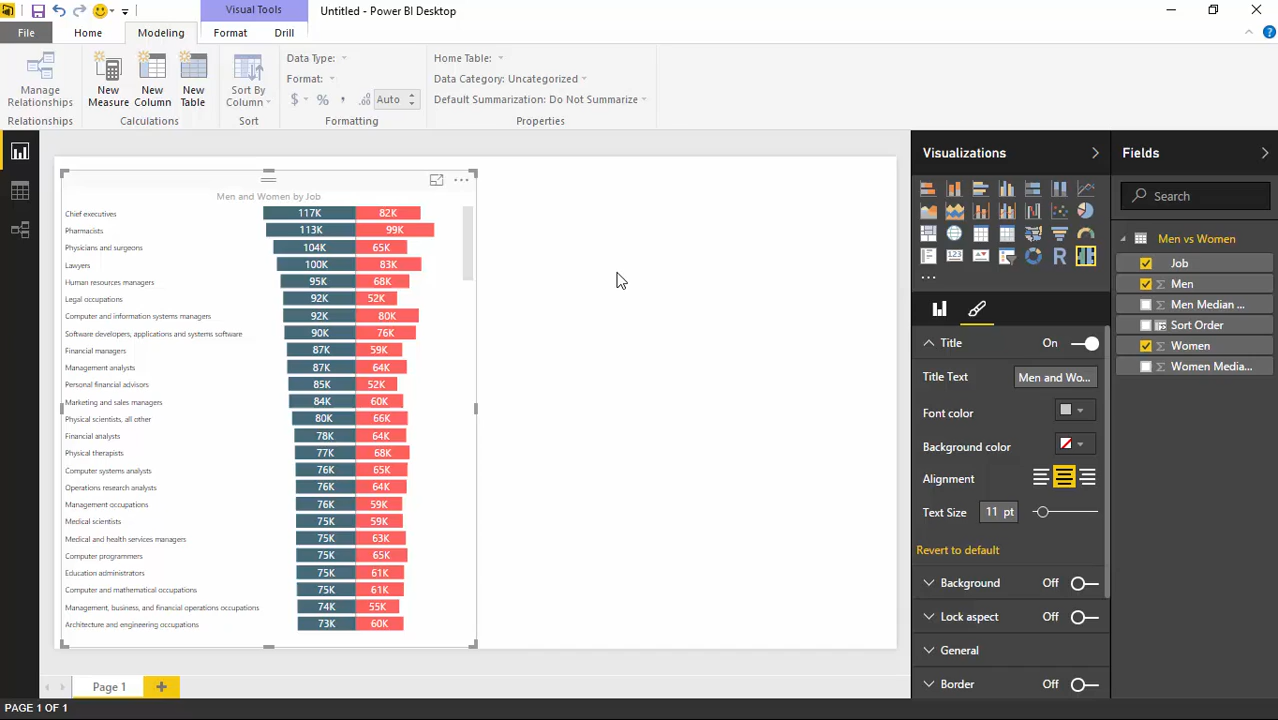 Visual Tools
Untitled - Power BI Desktop
File
Home
Modeling
Format
Drill
Manage Relationships
New Measure
New Column
New Table
Sort By Column
Data Type:
Format:
$ % , .00 Auto
Home Table:
Data Category: Uncategorized
Default Summarization: Do Not Summarize
Relationships
Calculations
Sort
Formatting
Properties
Men and Women by Job
Chief executives 117K 82K
Pharmacists 113K 99K
Physicians and surgeons 104K 65K
Lawyers 100K 83K
Human resources managers 95K 68K
Legal occupations 92K 52K
Computer and information systems managers 92K 80K
Software developers, applications and systems software 90K 76K
Financial managers 87K 59K
Management analysts 87K 64K
Personal financial advisors 85K 52K
Marketing and sales managers 84K 60K
Physical scientists, all other 80K 66K
Financial analysts 78K 64K
Physical therapists 77K 68K
Computer systems analysts 76K 65K
Operations research analysts 76K 64K
Management occupations 76K 59K
Medical scientists 75K 59K
Medical and health services managers 75K 63K
Computer programmers 75K 65K
Education administrators 75K 61K
Computer and mathematical occupations 75K 61K
Management, business, and financial operations occupations 74K 55K
Architecture and engineering occupations 73K 60K
Page 1
PAGE 1 OF 1
Visualizations
Title On
Title Text Men and Wo...
Font color
Background color
Alignment
Text Size 11 pt
Revert to default
Background Off
Lock aspect Off
General
Border Off
Fields
Search
Men vs Women
Job
Men
Men Median ...
Sort Order
Women
Women Media...